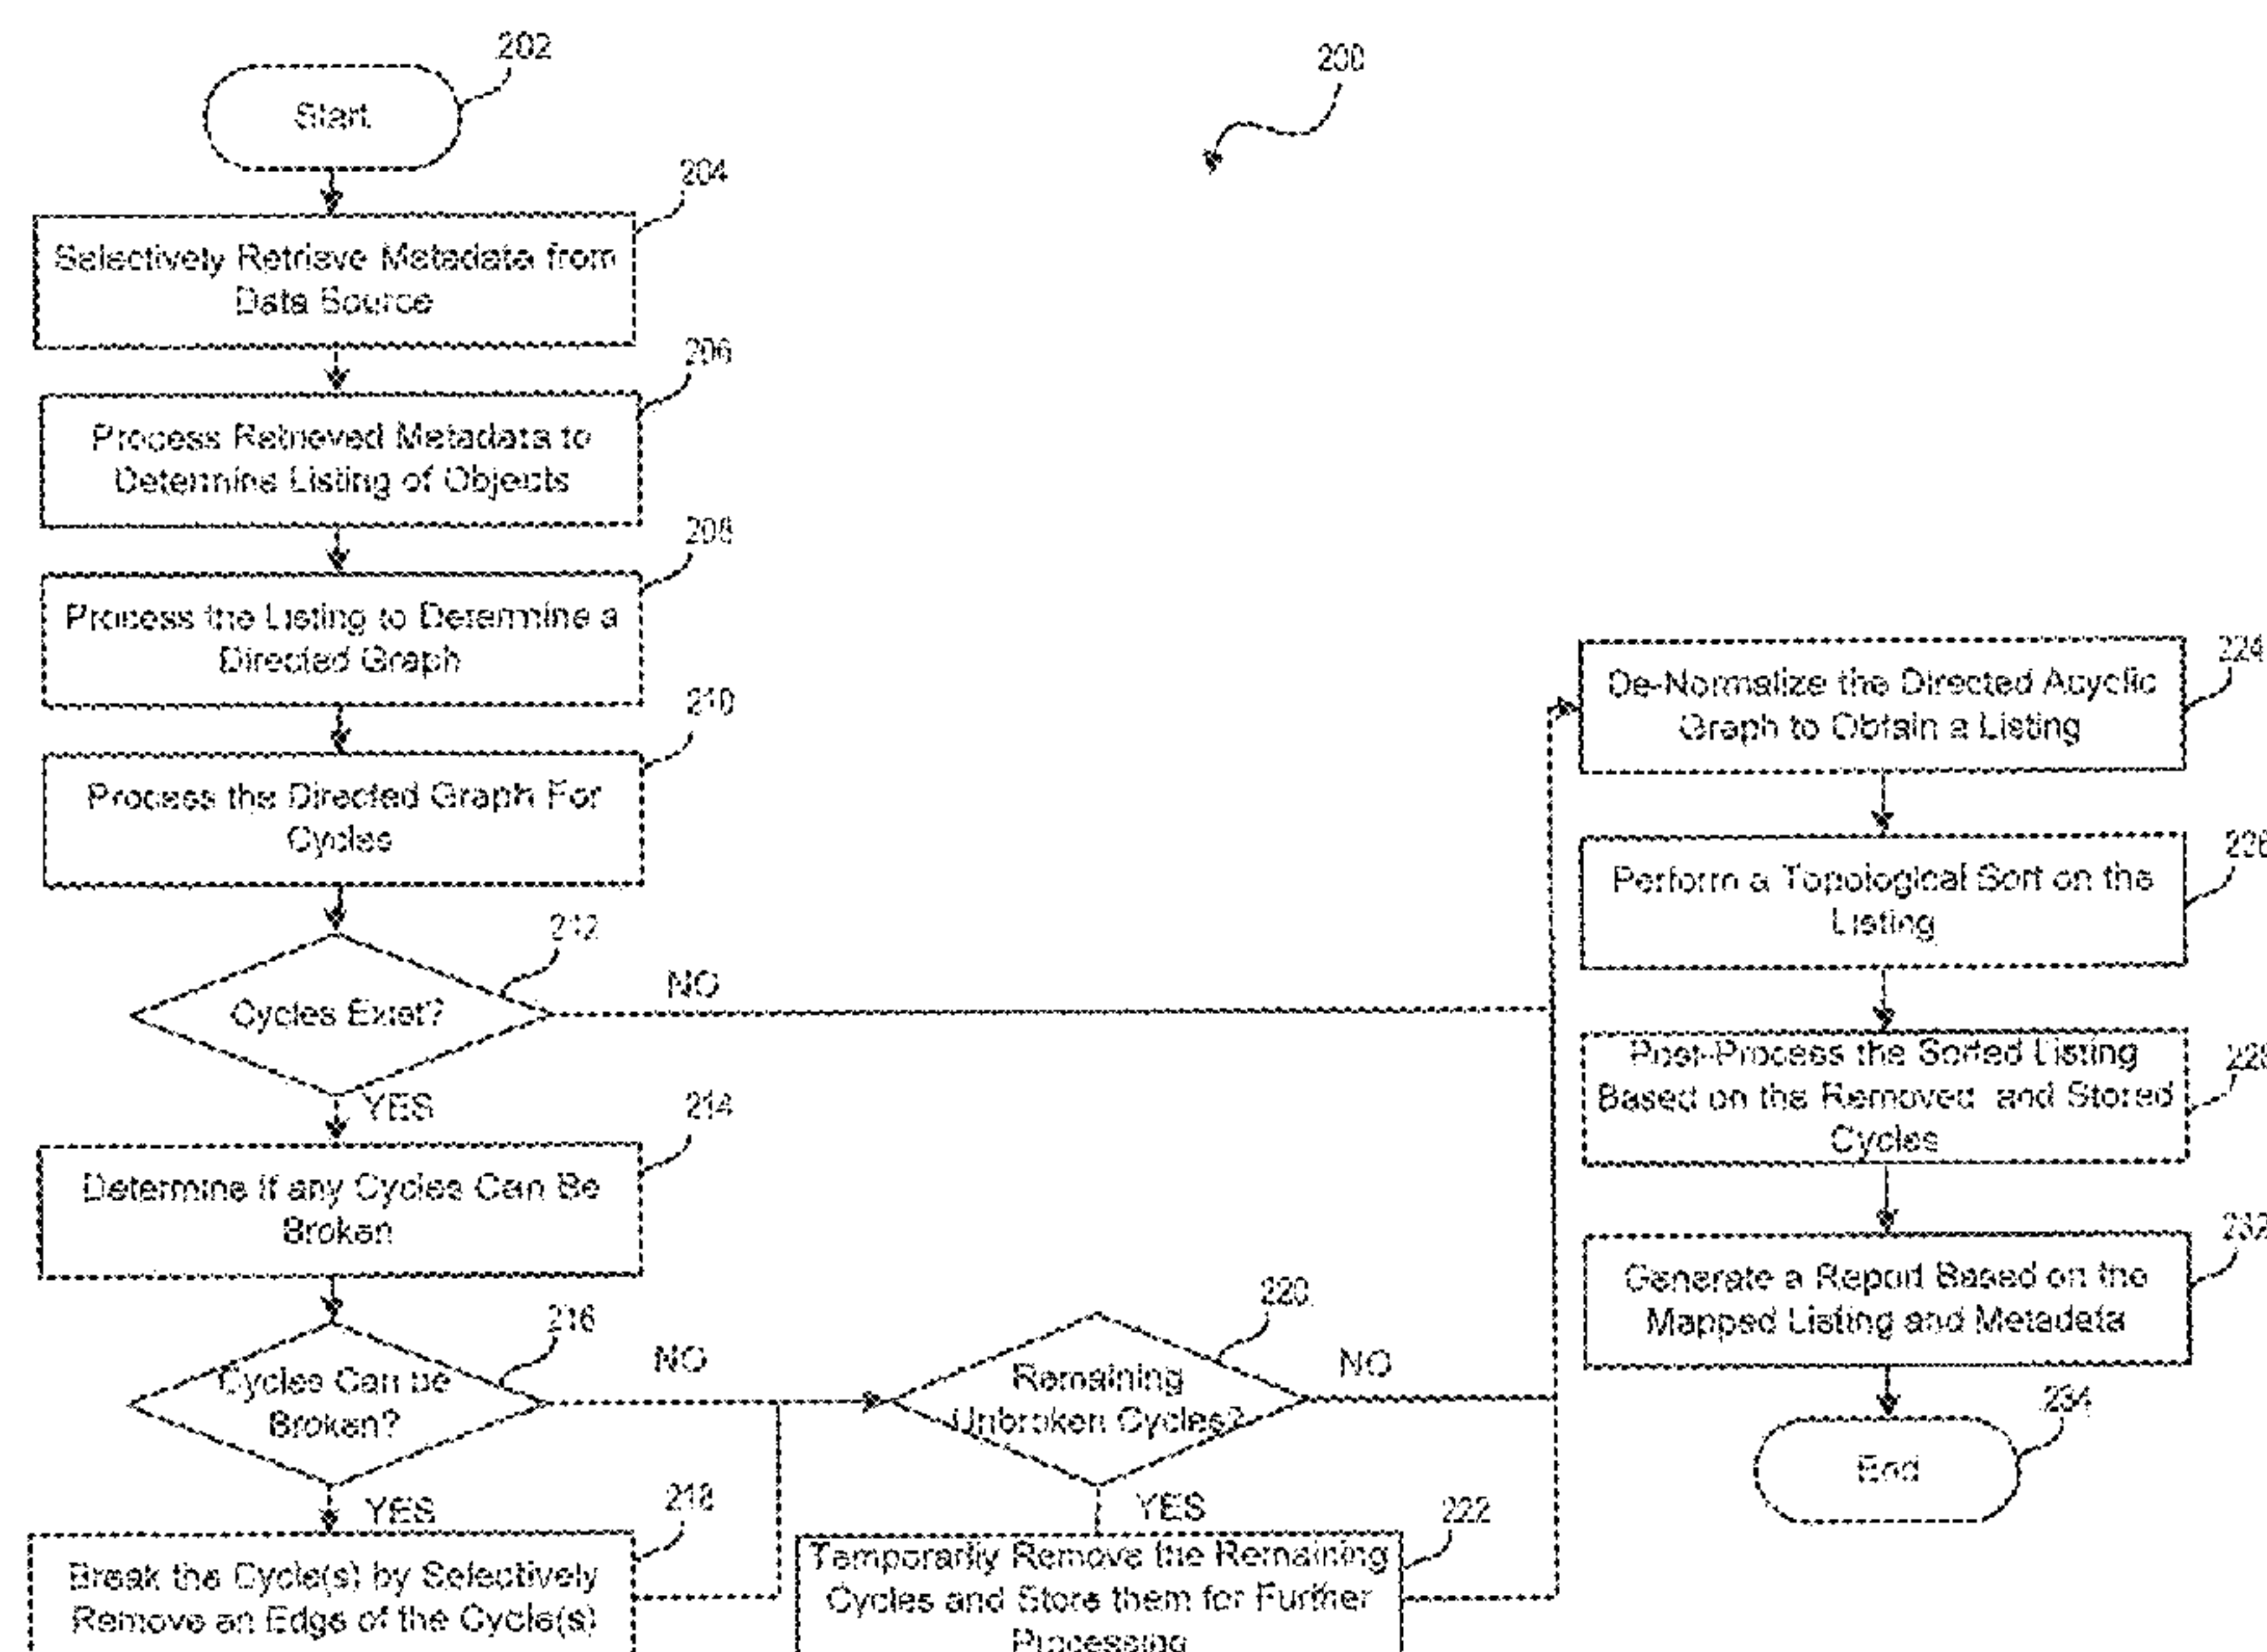 202
Start
200
204
Selectively Retrieve Metadata from
Data Source
206
Process Retrieved Metadata to
Determine Listing of Objects
208
Process the Listing to Determine a
Directed Graph
210
Process the Directed Graph For
Cycles
212
Cycles Exist?
NO
YES
214
Determine if any Cycles Can Be
Broken
216
Cycles Can be
Broken?
NO
YES
218
Break the Cycle(s) by Selectively
Remove an Edge of the Cycle(s)
220
Remaining
Unbroken Cycles?
NO
YES
222
Temporarily Remove the Remaining
Cycles and Store them for Further
Processing
224
De-Normalize the Directed Acyclic
Graph to Obtain a Listing
226
Perform a Topological Sort on the
Listing
228
Post-Process the Sorted Listing
Based on the Removed and Stored
Cycles
232
Generate a Report Based on the
Mapped Listing and Metadata
234
End